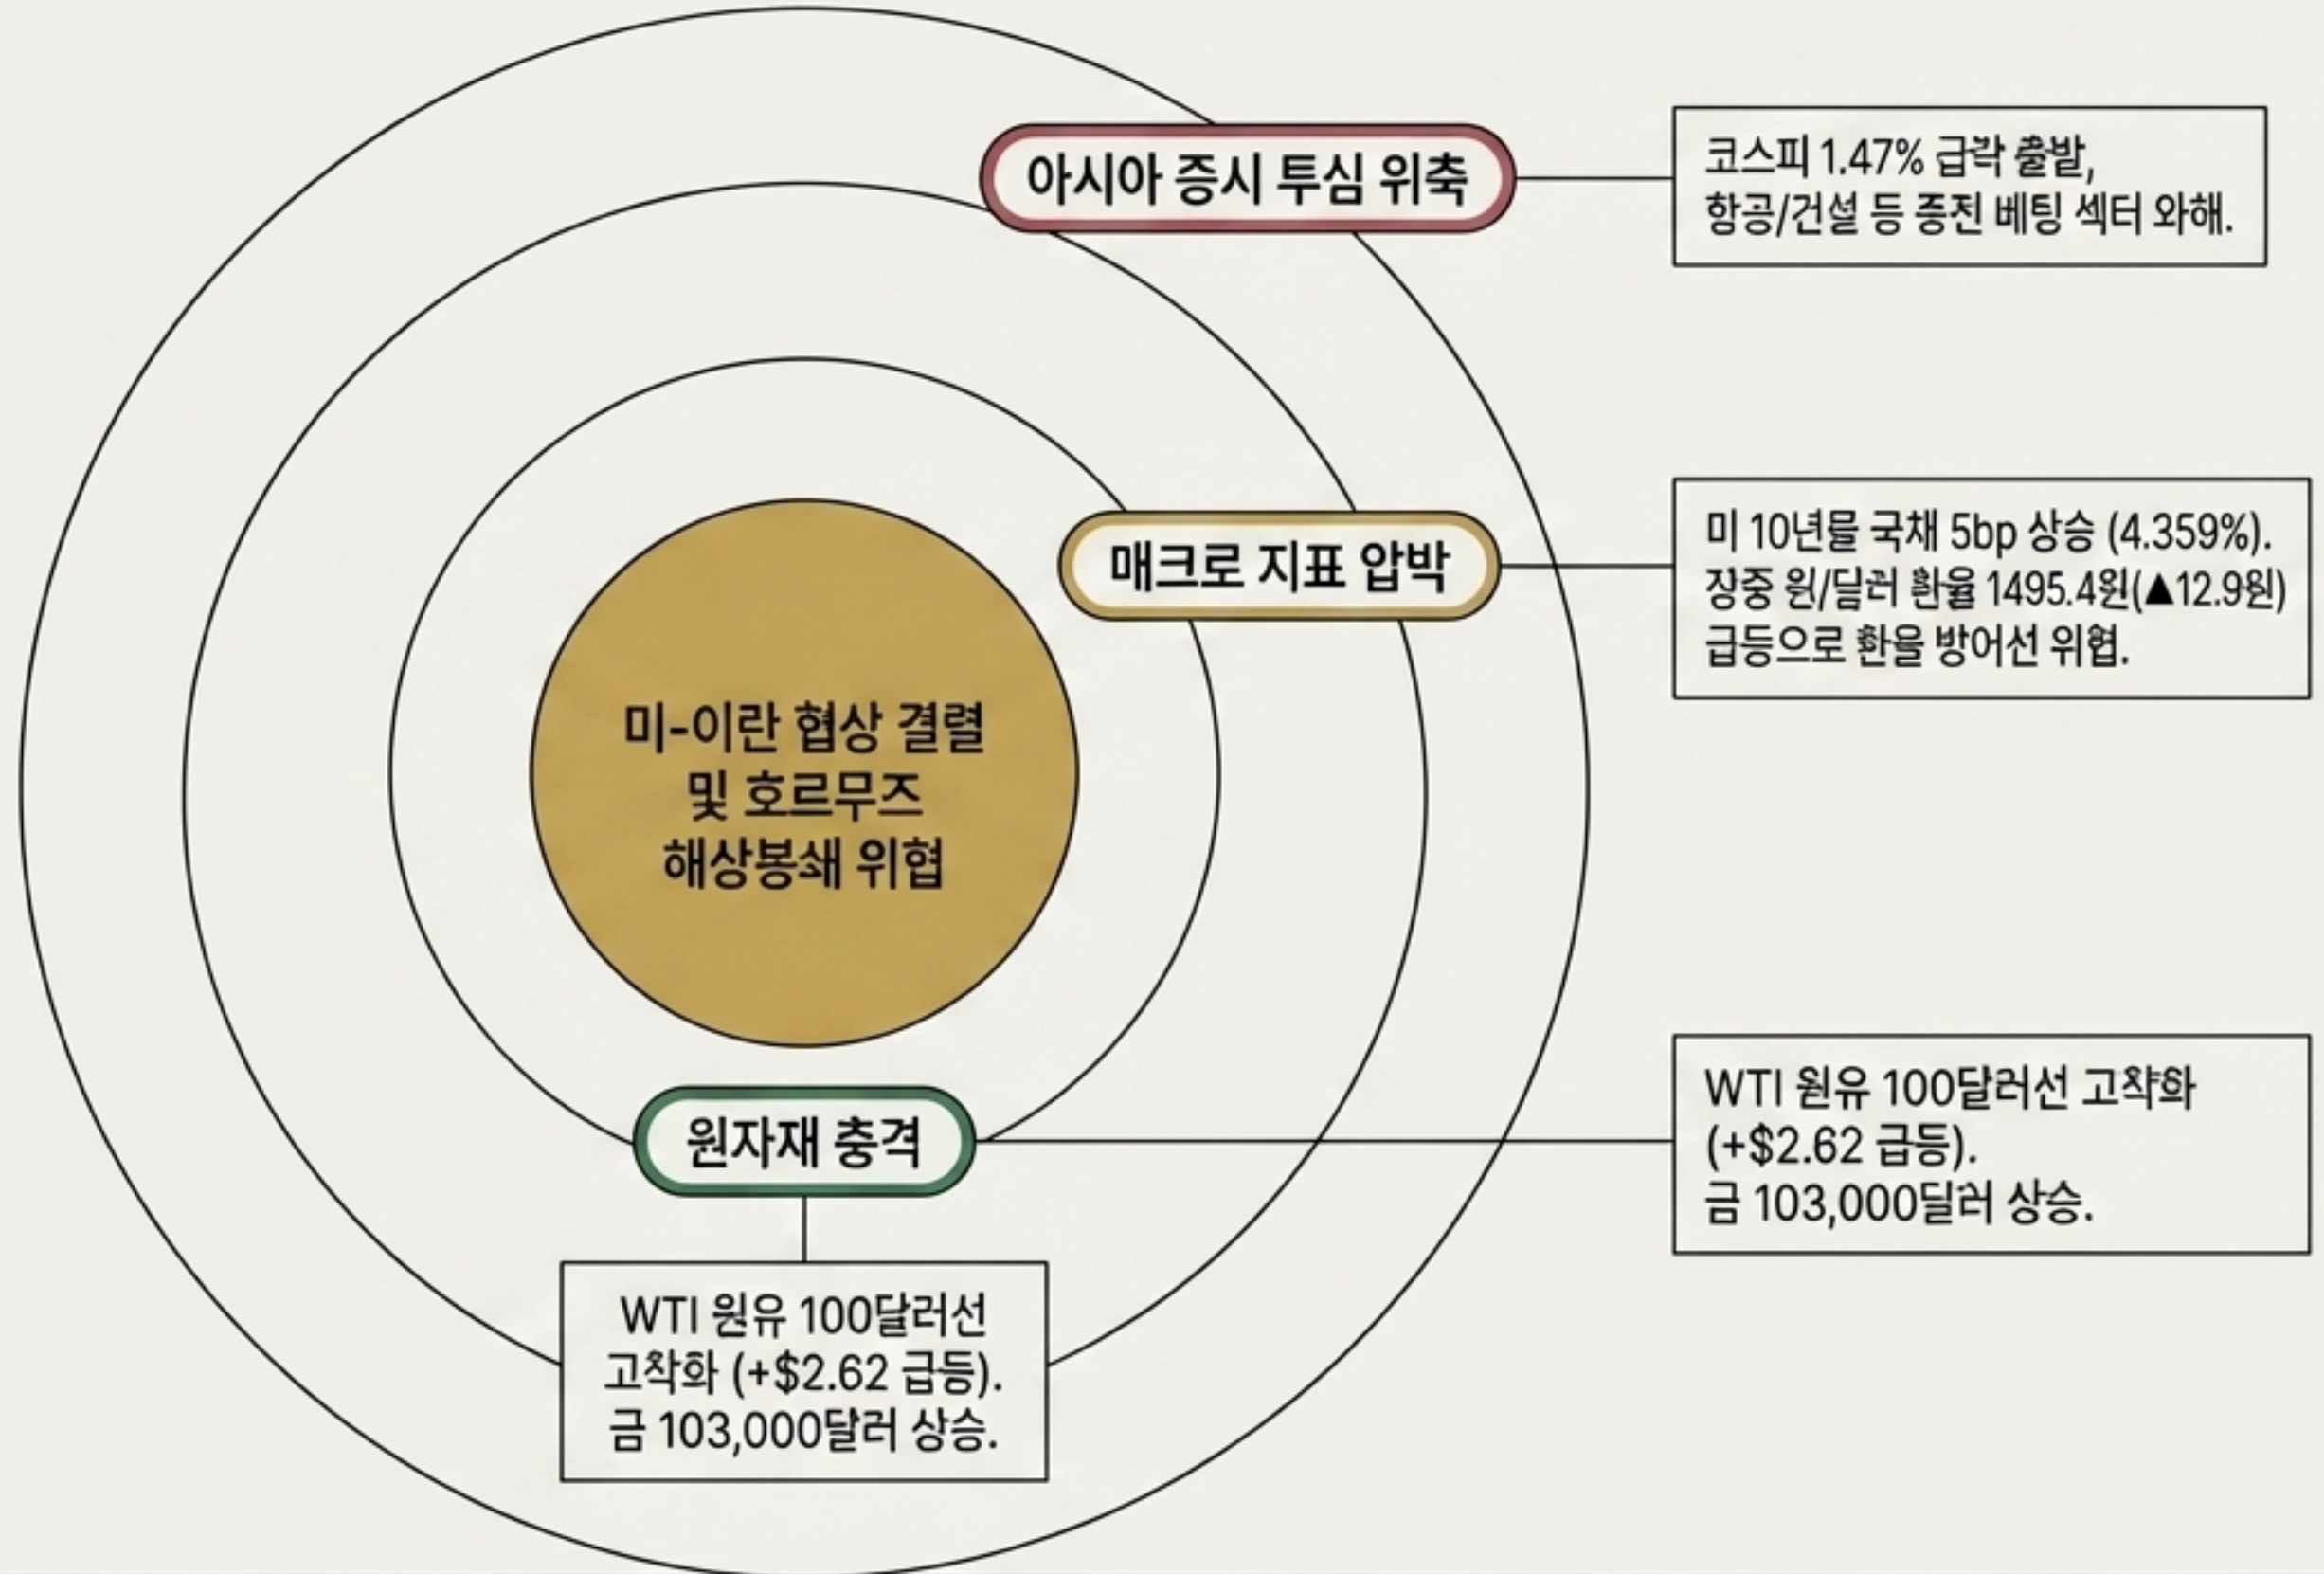 아시아 증시 투심 위축
코스피 1.47% 급락 출발,
항공/건설 등 종전 베팅 섹터 와해.
매크로 지표 압박
미 10년물 국채 5bp 상승 (4.359%).
장중 원/달러 환율 1495.4원(▲12.9원)
급등으로 환율 방어선 위협.
미-이란 협상 결렬
및 호르무즈
해상봉쇄 위협
원자재 충격
WTI 원유 100달러선 고착화
(+$2.62 급등).
금 103,000달러 상승.
WTI 원유 100달러선
고착화 (+$2.62 급등).
금 103,000달러 상승.